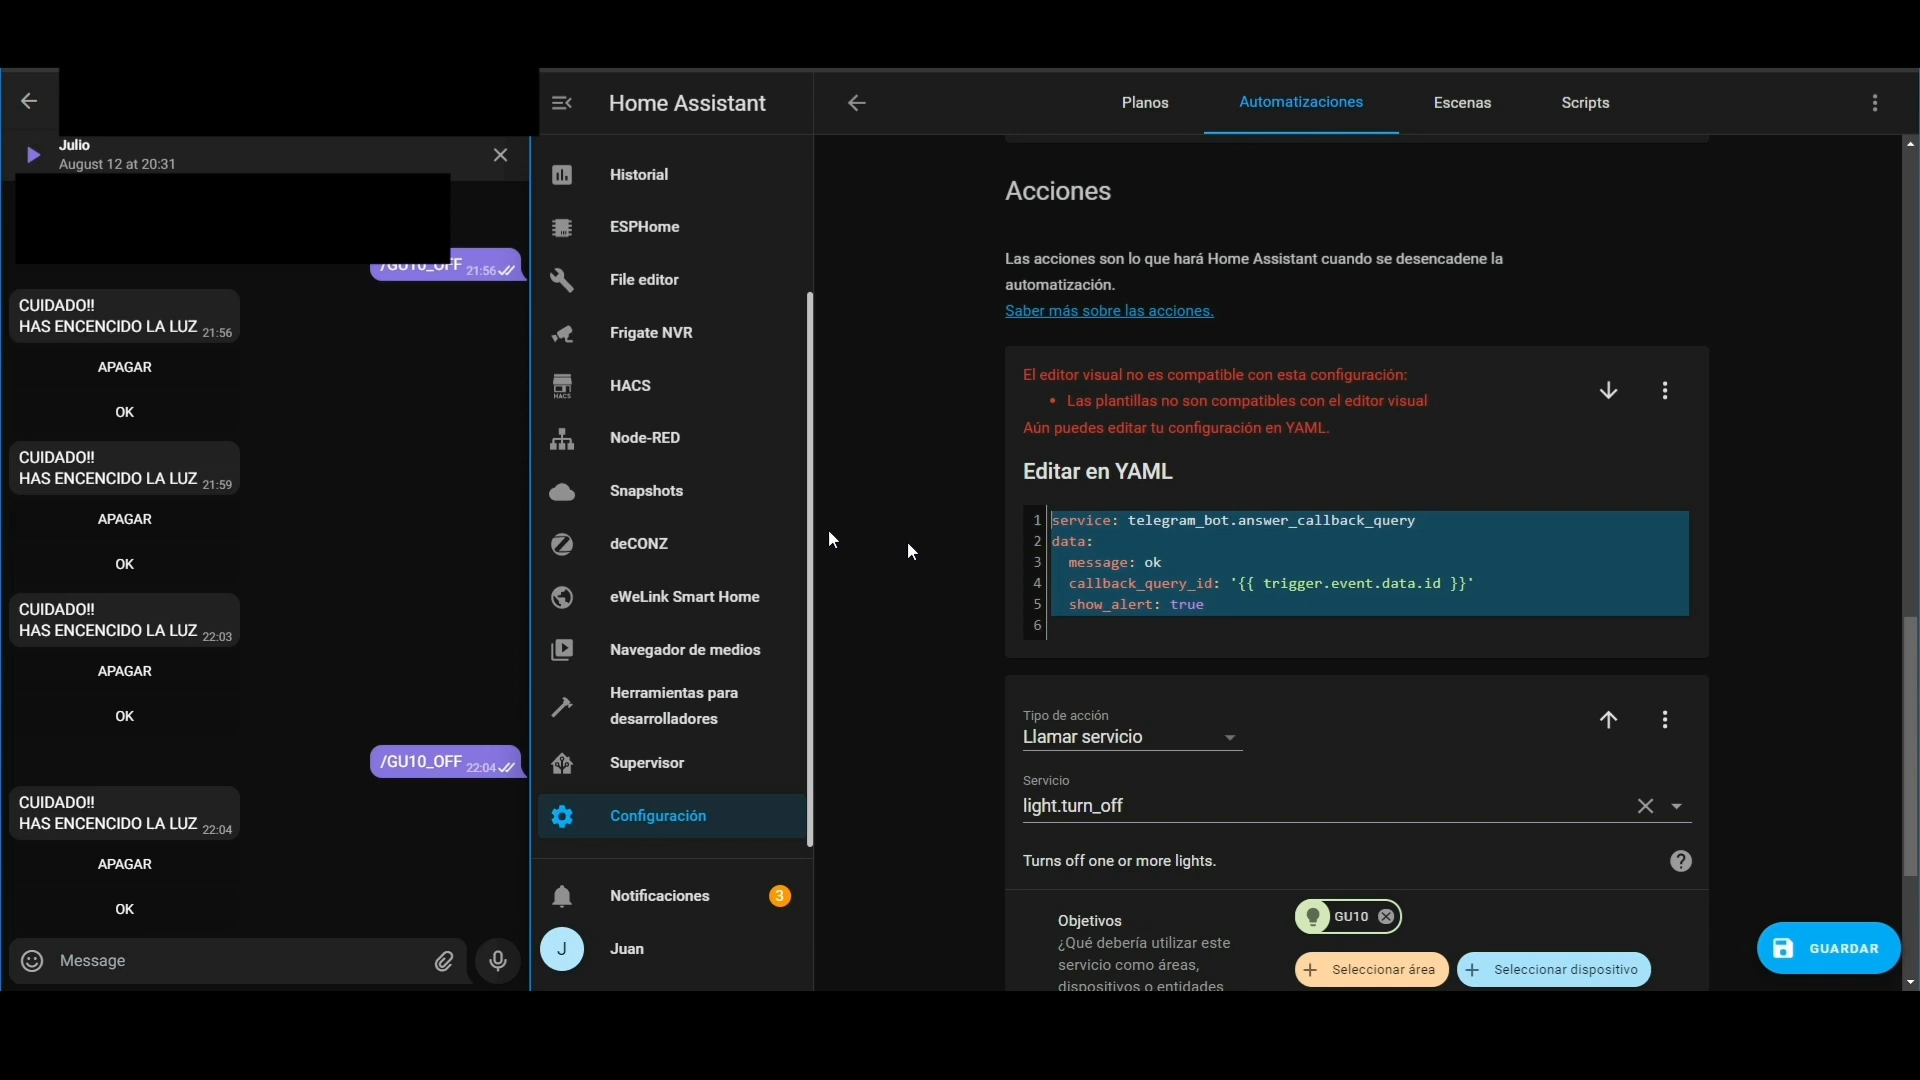 Julio
August 12 at 20:31
/GU10_OFF 21:56
CUIDADO!!
HAS ENCENCIDO LA LUZ 21:56
APAGAR
OK
CUIDADO!!
HAS ENCENCIDO LA LUZ 21:59
APAGAR
OK
CUIDADO!!
HAS ENCENCIDO LA LUZ 22:03
APAGAR
OK
/GU10_OFF 22:04
CUIDADO!!
HAS ENCENCIDO LA LUZ 22:04
APAGAR
OK
Message
Home Assistant
Historial
ESPHome
File editor
Frigate NVR
HACS
HACS
Node-RED
Snapshots
deCONZ
eWeLink Smart Home
Navegador de medios
Herramientas para
desarrolladores
Supervisor
Configuración
Notificaciones 3
J Juan
Planos Automatizaciones Escenas Scripts
Acciones
Las acciones son lo que hará Home Assistant cuando se desencadene la
automatización.
Saber más sobre las acciones.
El editor visual no es compatible con esta configuración:
• Las plantillas no son compatibles con el editor visual
Aún puedes editar tu configuración en YAML.
Editar en YAML
1 service: telegram_bot.answer_callback_query
2 data:
3 message: ok
4 callback_query_id: '{{ trigger.event.data.id }}'
5 show_alert: true
6
Tipo de acción
Llamar servicio
Servicio
light.turn_off
Turns off one or more lights.
Objetivos
¿Qué debería utilizar este
servicio como áreas,
dispositivos o entidades
GU10
+ Seleccionar área + Seleccionar dispositivo
GUARDAR